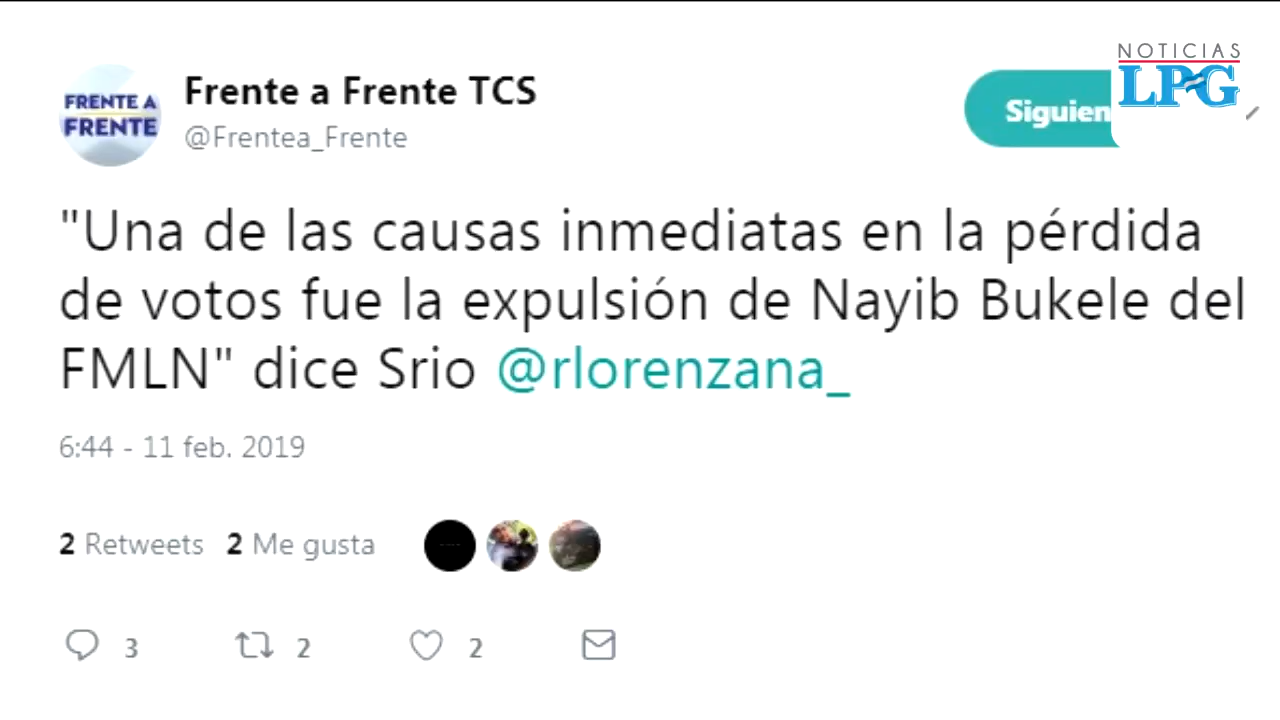 NOTICIAS
LPG
FRENTE A
FRENTE
Frente a Frente TCS
@Frentea_Frente
"Una de las causas inmediatas en la pérdida
de votos fue la expulsión de Nayib Bukele del
FMLN" dice Srio @rlorenzana_
6:44 - 11 feb. 2019
2 Retweets 2 Me gusta
3 2 2